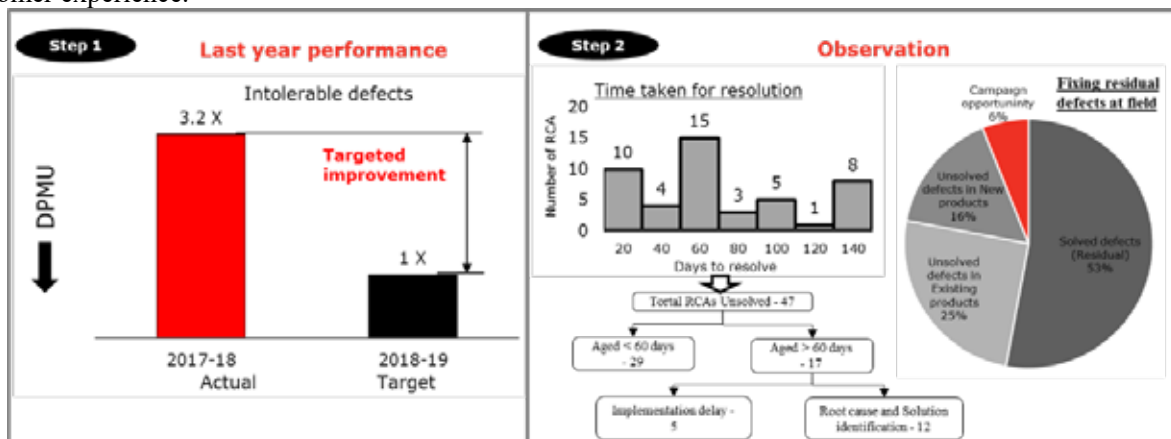 omer experience.
Step 1
Last year performance
Intolerable defects
3.2 X
Targeted
improvement
1 X
DPMU
2017-18
Actual
2018-19
Target
Step 2
Observation
Time taken for resolution
Number of RCA
20
15
10
5
0
10
4
15
3
5
1
8
20 40 60 80 100 120 140
Days to resolve
Tortal RCAs Unsolved - 47
Aged < 60 days
- 29
Aged > 60 days
- 17
Implementation delay -
5
Root cause and Solution
identification - 12
Fixing residual
defects at field
Campaign
opportuninty
6%
Unsolved
defects in New
products
16%
Unsolved
defects in
Existing
products
25%
Solved defects
(Residual)
53%